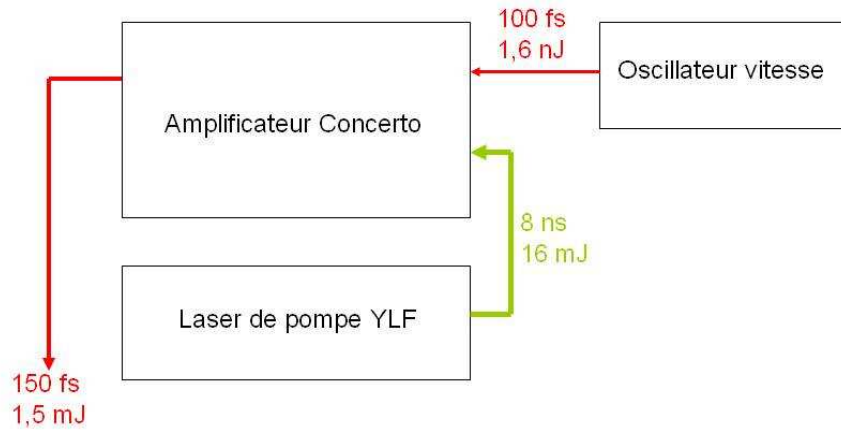 100 fs
1,6 nJ
Oscillateur vitesse
Amplificateur Concerto
8 ns
16 mJ
Laser de pompe YLF
150 fs
1,5 mJ